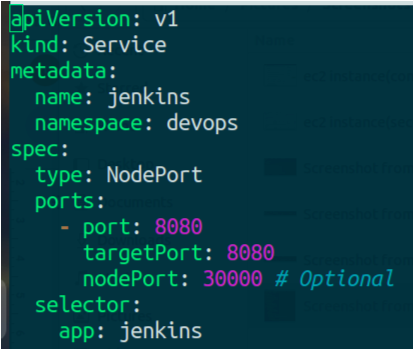 apiVersion: v1
kind: Service
metadata:
  name: jenkins
  namespace: devops
spec:
  type: NodePort
  ports:
    - port: 8080
      targetPort: 8080
      nodePort: 30000 # Optional
  selector:
    app: jenkins